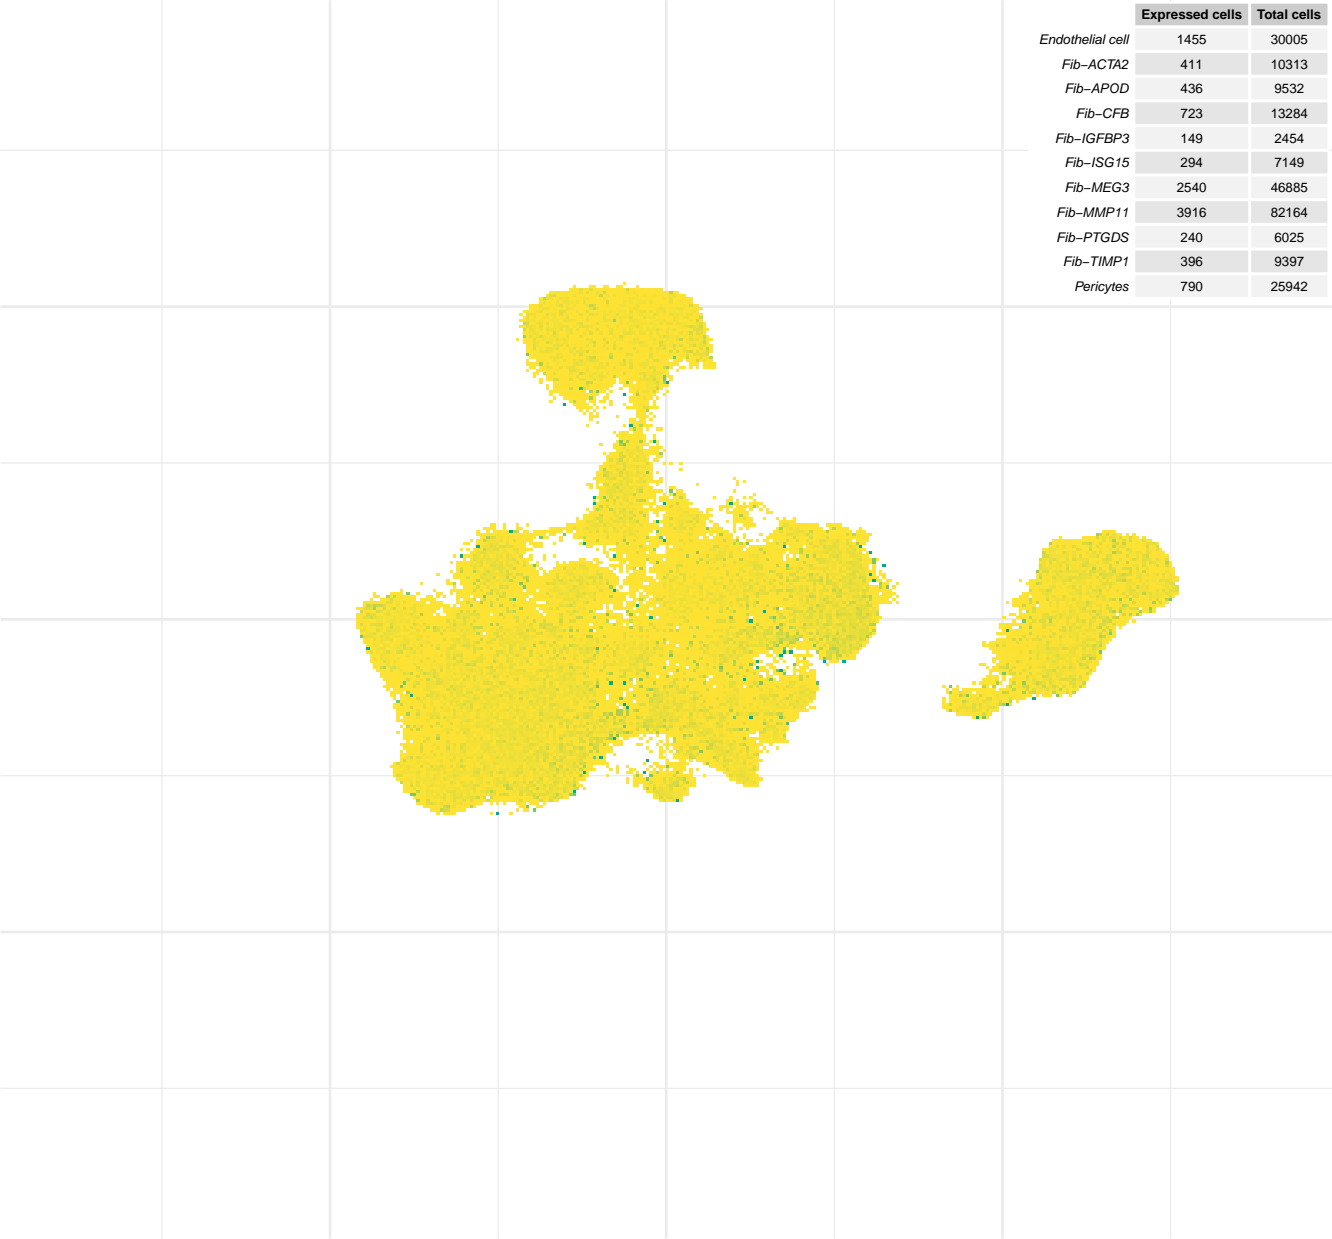 Expressed cells Total cells
Endothelial cell 1455 30005
Fib−ACTA2 411 10313
Fib−APOD 436 9532
Fib−CFB 723 13284
Fib−IGFBP3 149 2454
Fib−ISG15 294 7149
Fib−MEG3 2540 46885
Fib−MMP11 3916 82164
Fib−PTGDS 240 6025
Fib−TIMP1 396 9397
Pericytes 790 25942